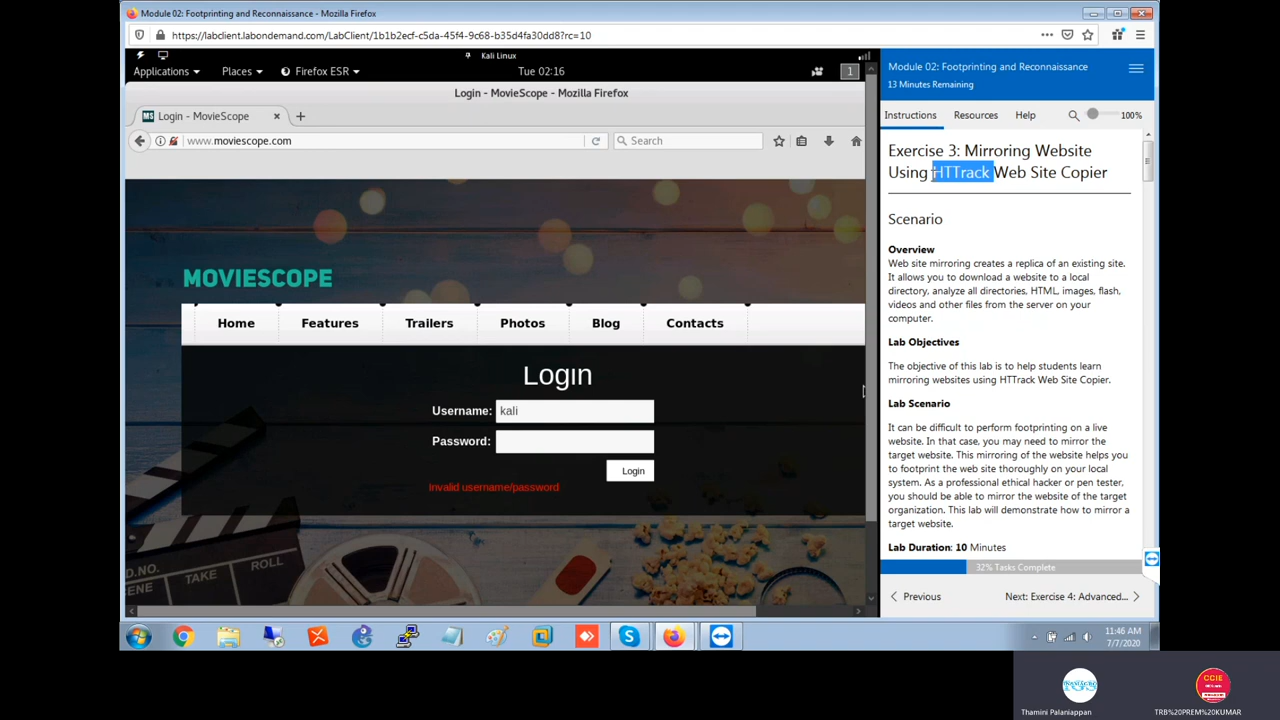 Module 02: Footprinting and Reconnaissance - Mozilla Firefox
https://labclient.labondemand.com/LabClient/1b1b2ecf-c5da-45f4-9c68-b35d4fa30dd8?rc=10
Kali Linux
Applications
Places
Firefox ESR
Tue 02:16
1
Login - MovieScope - Mozilla Firefox
MS Login - MovieScope
www.moviescope.com
Search
MOVIESCOPE
Home
Features
Trailers
Photos
Blog
Contacts
Login
Username: kali
Password:
Login
Invalid username/password
TAKE
ROLL
Module 02: Footprinting and Reconnaissance
13 Minutes Remaining
Instructions
Resources
Help
100%
Exercise 3: Mirroring Website
Using HTTrack Web Site Copier
Scenario
Overview
Web site mirroring creates a replica of an existing site.
It allows you to download a website to a local
directory, analyze all directories, HTML, images, flash,
videos and other files from the server on your
computer.
Lab Objectives
The objective of this lab is to help students learn
mirroring websites using HTTrack Web Site Copier.
Lab Scenario
It can be difficult to perform footprinting on a live
website. In that case, you may need to mirror the
target website. This mirroring of the website helps you
to footprint the web site thoroughly on your local
system. As a professional ethical hacker or pen tester,
you should be able to mirror the website of the target
organization. This lab will demonstrate how to mirror a
target website.
Lab Duration: 10 Minutes
32% Tasks Complete
Previous
Next: Exercise 4: Advanced...
11:46 AM
7/7/2020
CCIE
Thamini Palaniappan
TRB%20PREM%20KUMAR